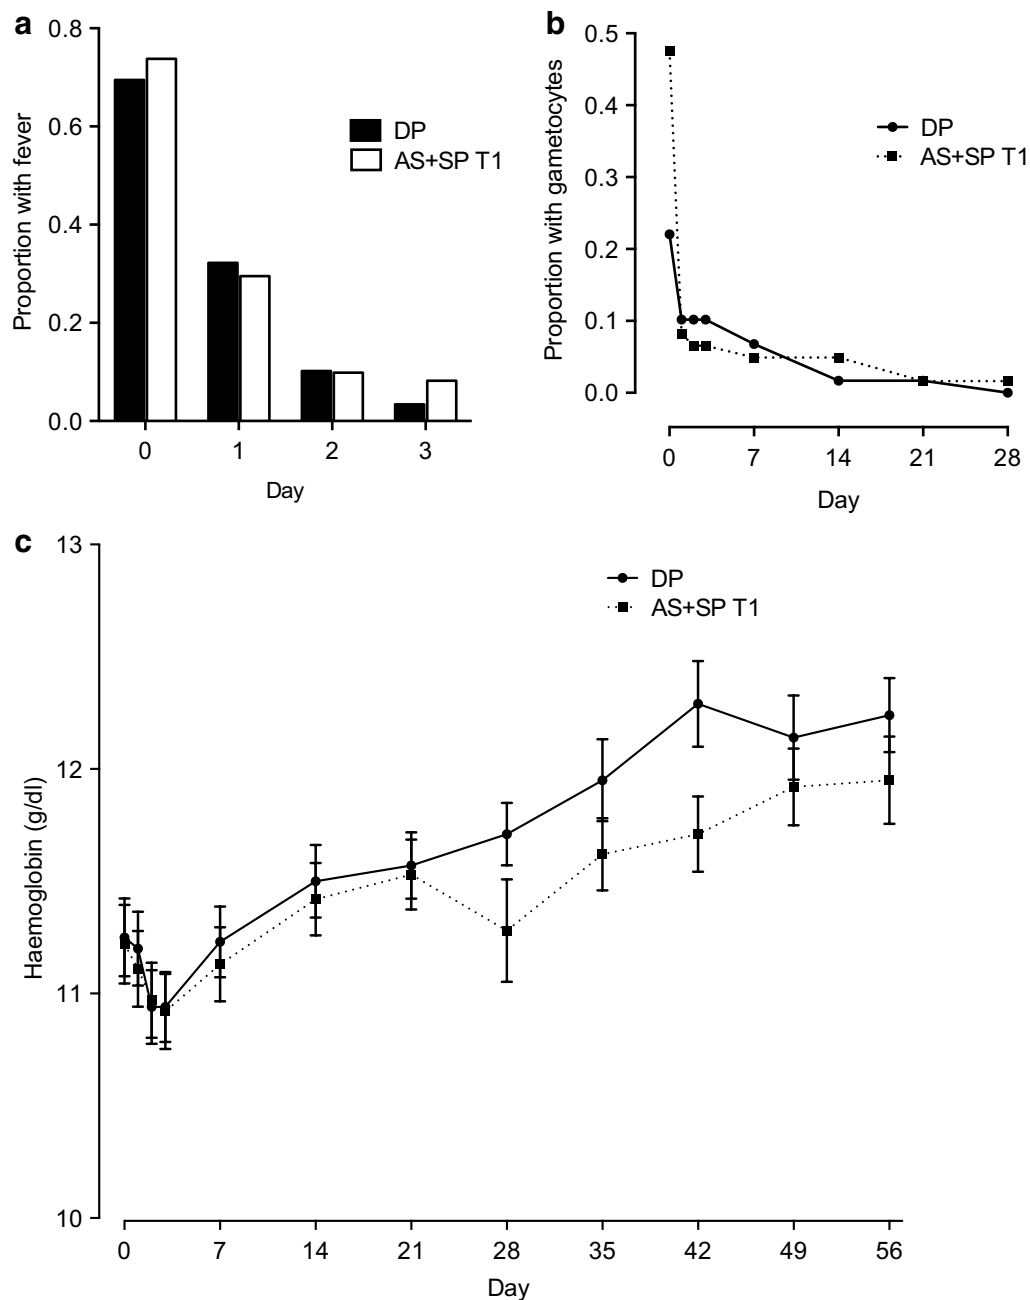 a
0.8
0.6
0.4
0.2
0.0
Proportion with fever
DP
AS+SP T1
0 1 2 3
Day
b
0.5
0.4
0.3
0.2
0.1
0.0
Proportion with gametocytes
DP
AS+SP T1
0 7 14 21 28
Day
c
13
12
11
10
Haemoglobin (g/dl)
DP
AS+SP T1
0 7 14 21 28 35 42 49 56
Day